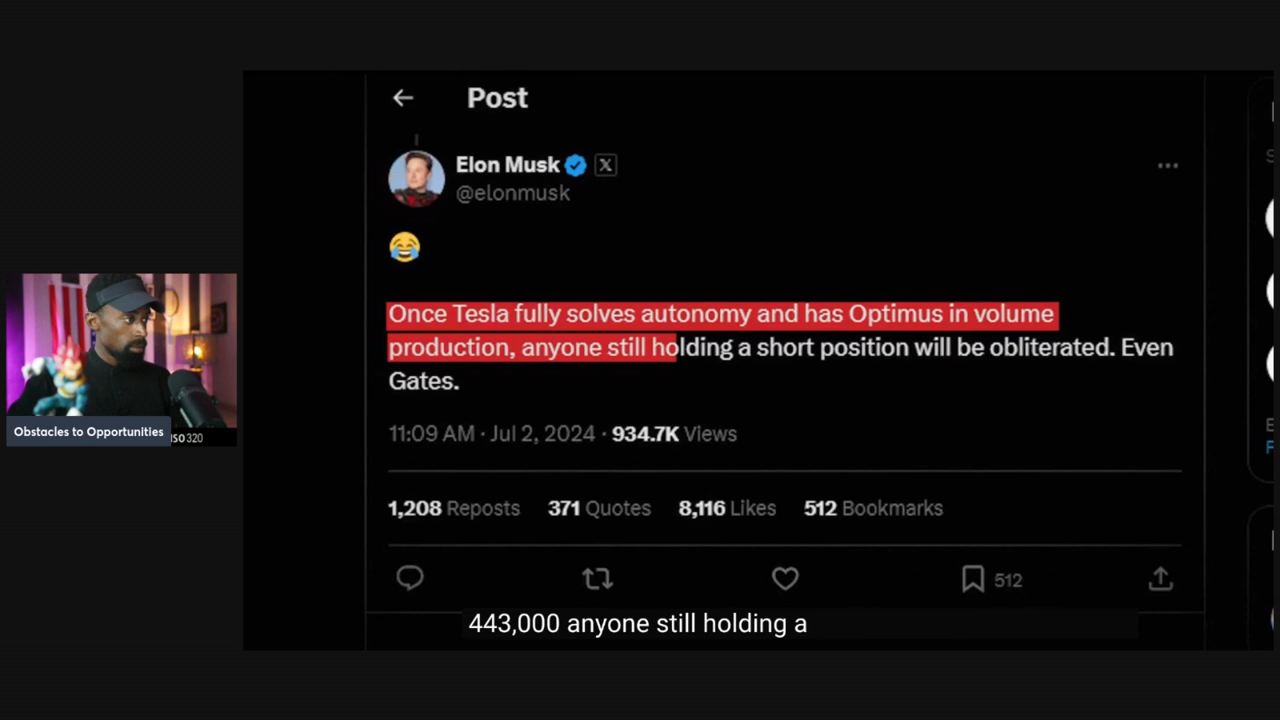 Post
Elon Musk
@elonmusk
😂
Once Tesla fully solves autonomy and has Optimus in volume
production, anyone still holding a short position will be obliterated. Even
Gates.
11:09 AM · Jul 2, 2024 · 934.7K Views
1,208 Reposts 371 Quotes 8,116 Likes 512 Bookmarks
512
443,000 anyone still holding a
Obstacles to Opportunities
ISO 320